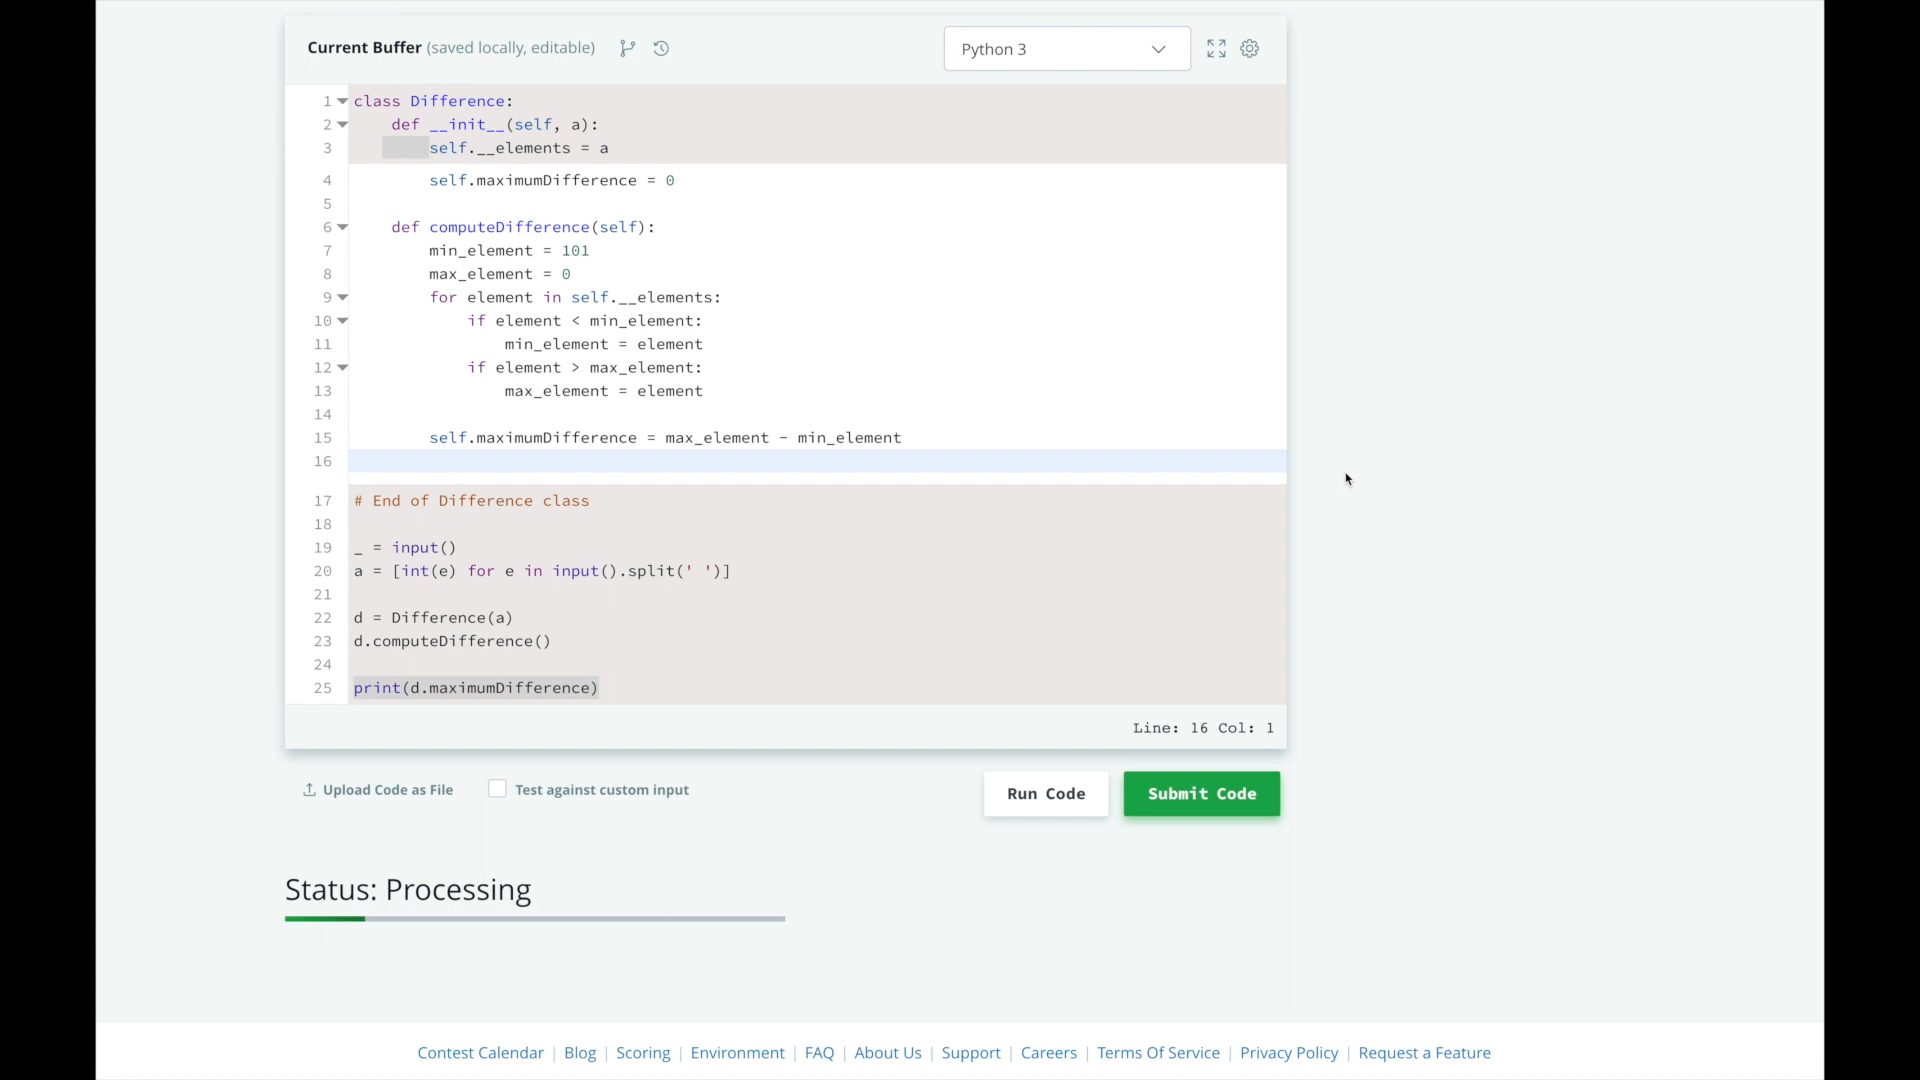 Current Buffer (saved locally, editable)
Python 3
1 class Difference:
2     def __init__(self, a):
3         self.__elements = a
4         self.maximumDifference = 0
5
6     def computeDifference(self):
7         min_element = 101
8         max_element = 0
9         for element in self.__elements:
10             if element < min_element:
11                 min_element = element
12             if element > max_element:
13                 max_element = element
14
15         self.maximumDifference = max_element - min_element
16
17 # End of Difference class
18
19 _ = input()
20 a = [int(e) for e in input().split(' ')]
21
22 d = Difference(a)
23 d.computeDifference()
24
25 print(d.maximumDifference)
Line: 16 Col: 1
Upload Code as File
Test against custom input
Run Code
Submit Code
Status: Processing
Contest Calendar | Blog | Scoring | Environment | FAQ | About Us | Support | Careers | Terms Of Service | Privacy Policy | Request a Feature